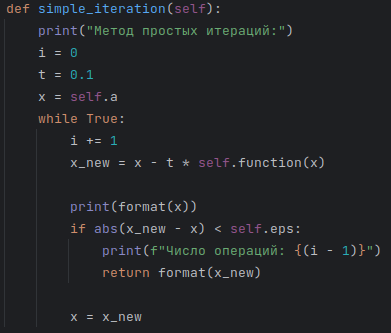 def simple_iteration(self):
    print("Метод простых итераций:")
    i = 0
    t = 0.1
    x = self.a
    while True:
        i += 1
        x_new = x - t * self.function(x)

        print(format(x))
        if abs(x_new - x) < self.eps:
            print(f"Число операций: {(i - 1)}")
            return format(x_new)

        x = x_new